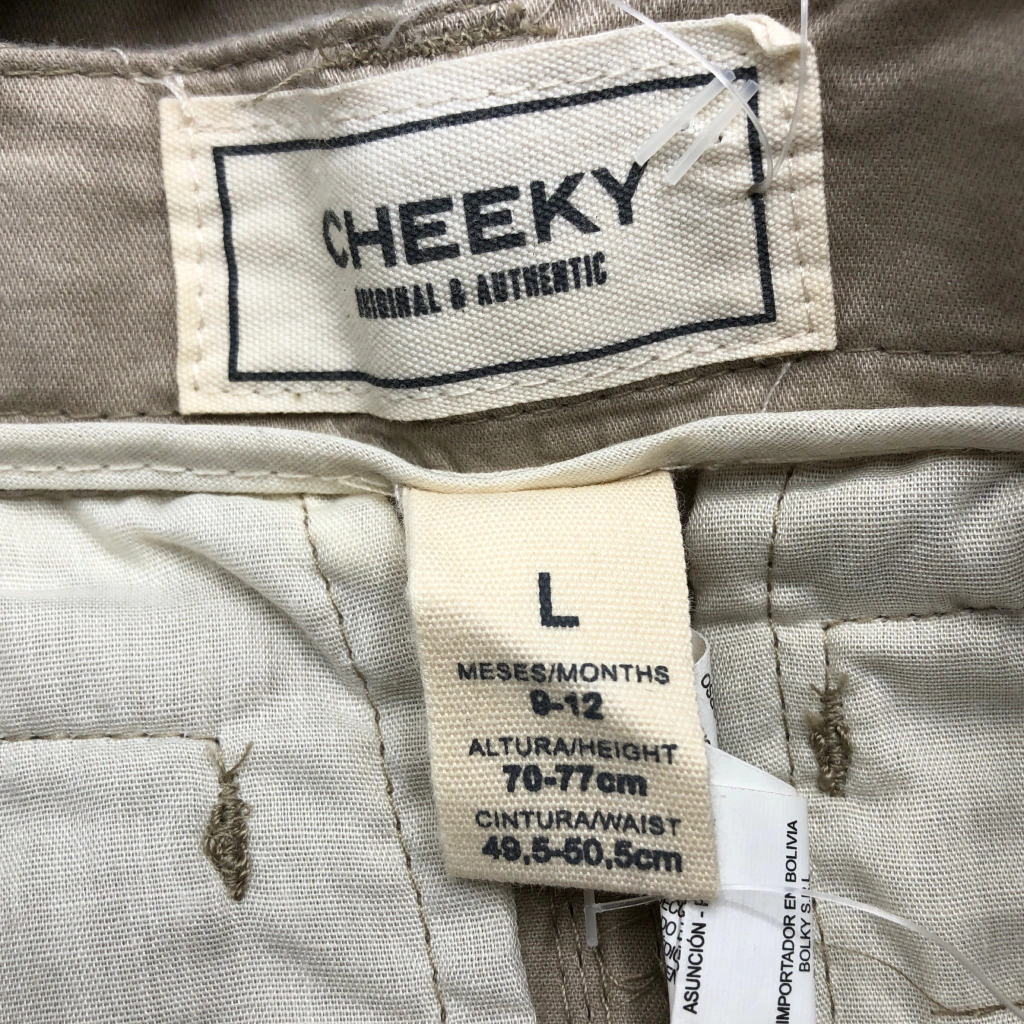 CHEEKY
ORIGINAL & AUTHENTIC
L
MESES/MONTHS
9-12
ALTURA/HEIGHT
70-77cm
CINTURA/WAIST
49,5-50,5cm
ASUNCIÓN -
IMPORTADOR EN BOLIVIA
BOLKY S.R.L